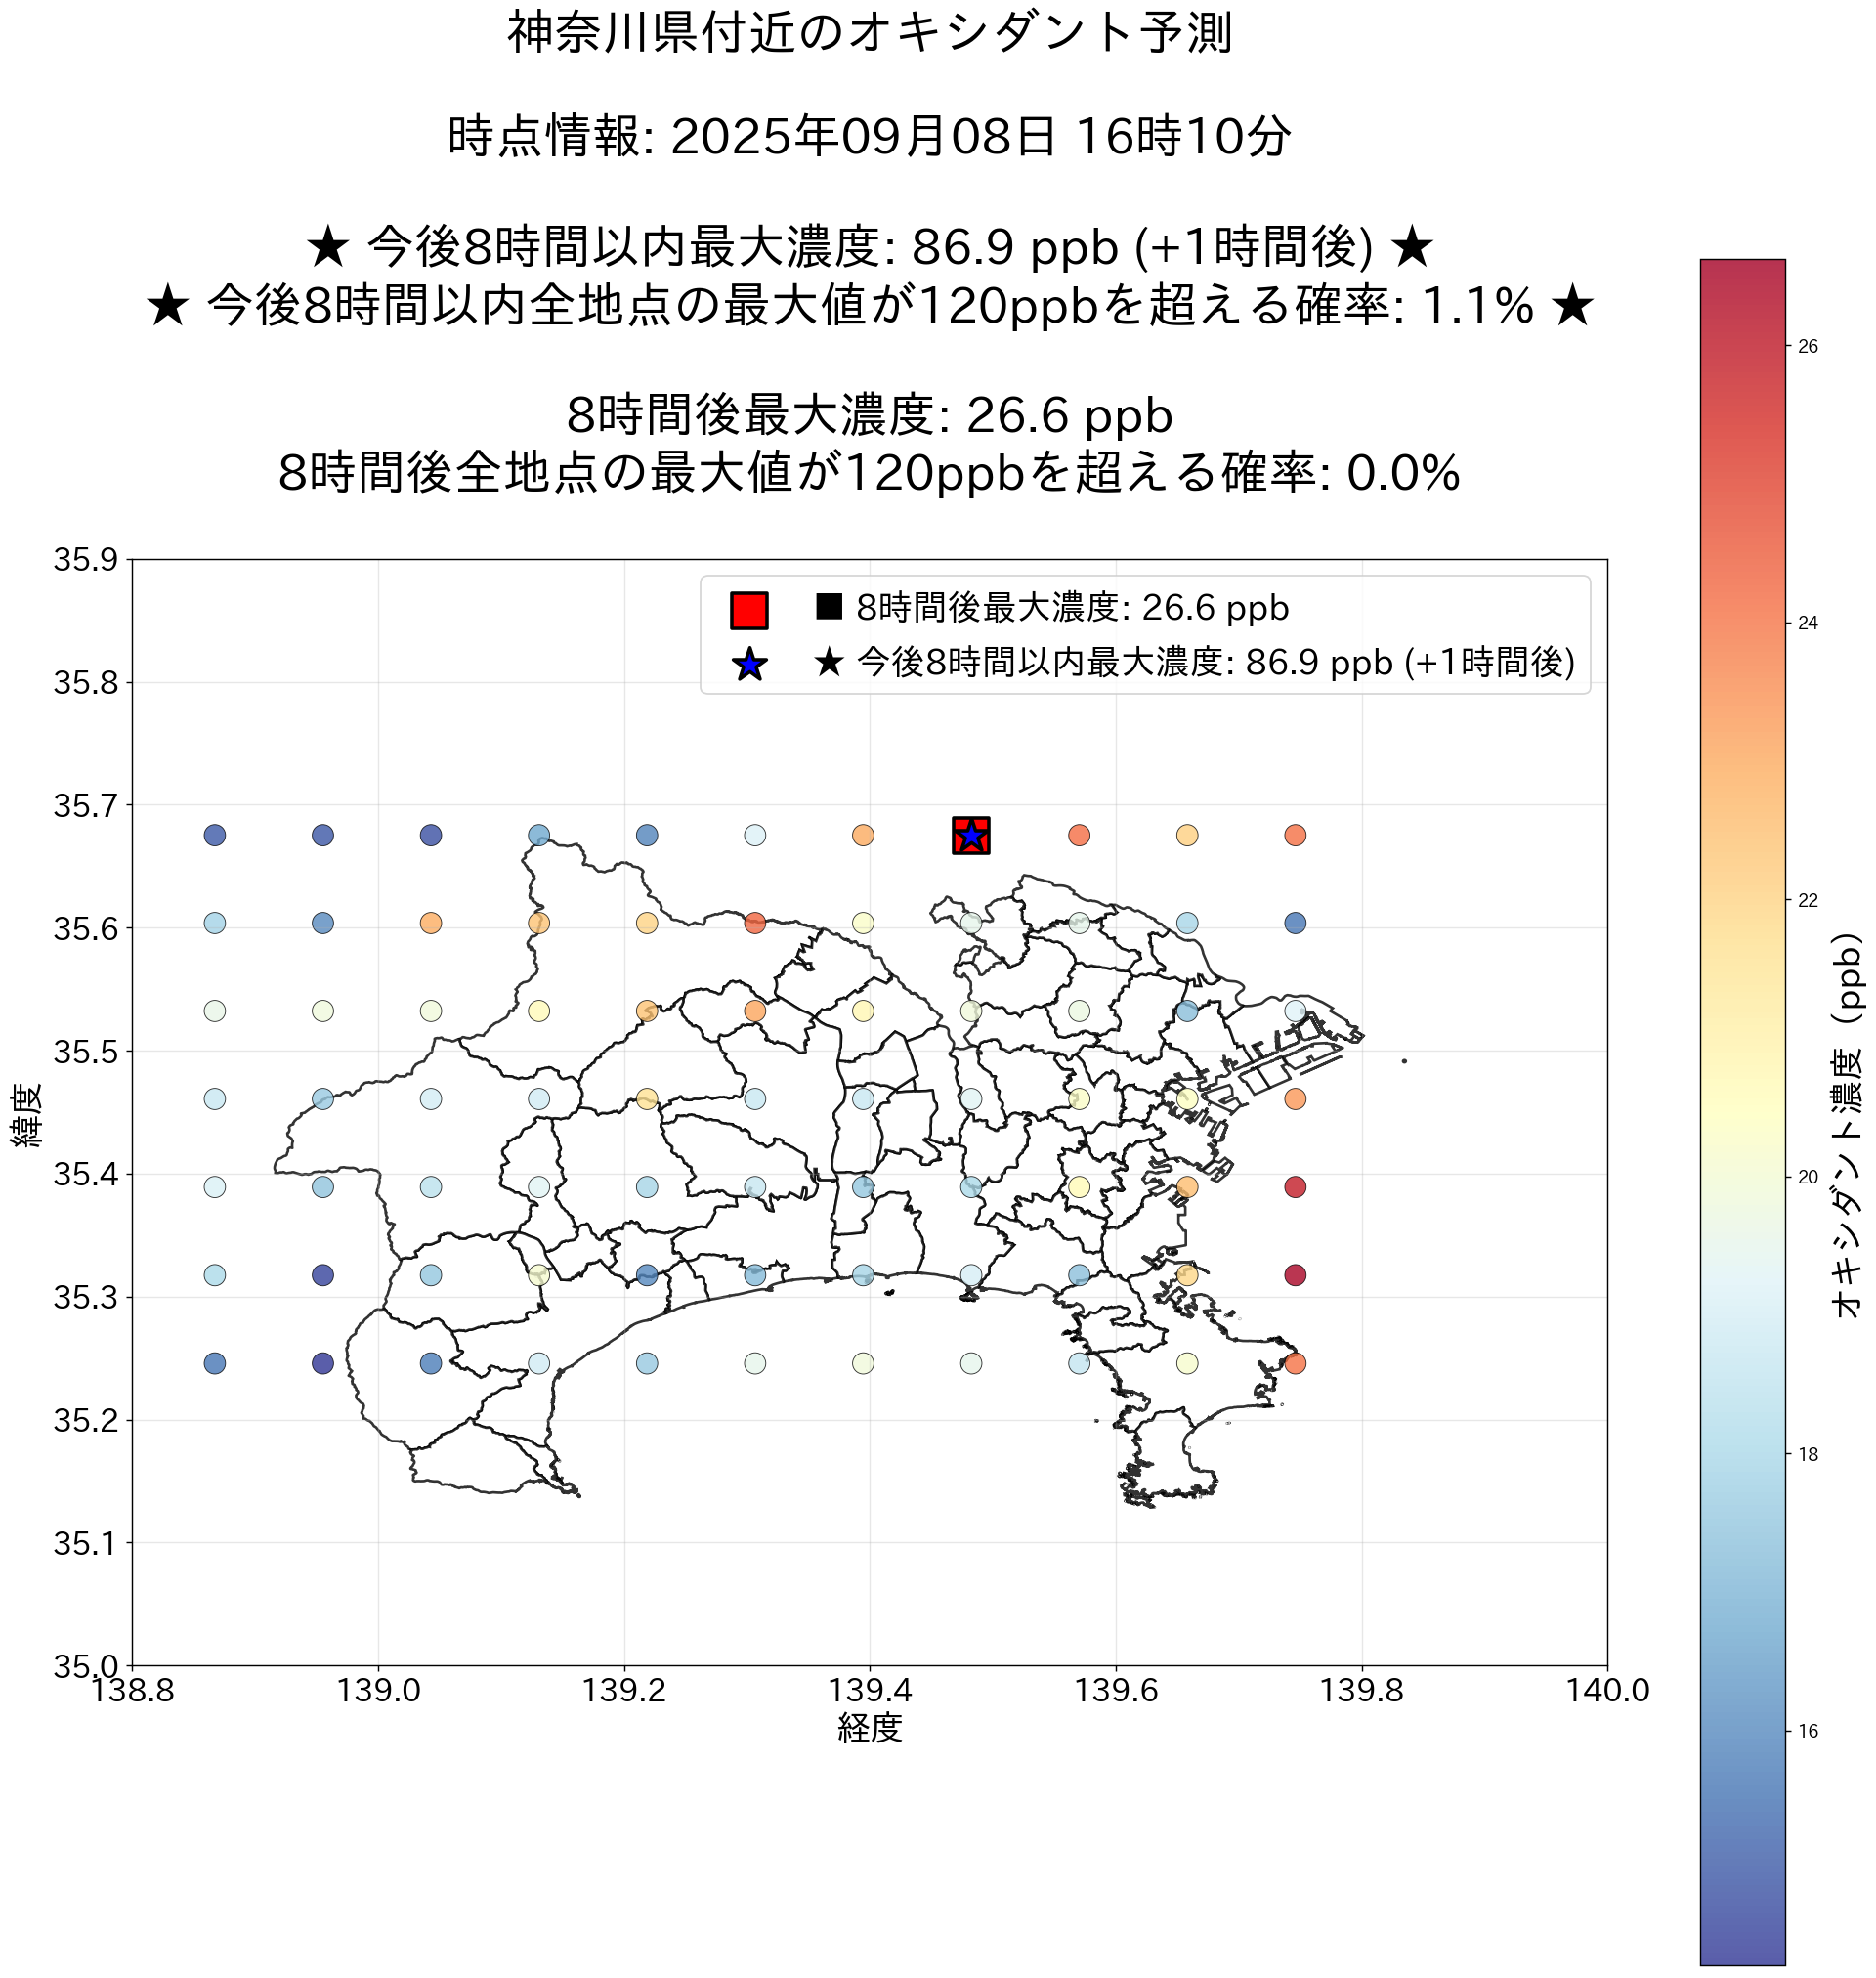 神奈川県付近のオキシダント予測
時点情報: 2025年09月08日 16時10分
★ 今後8時間以内最大濃度: 86.9 ppb (+1時間後) ★
★ 今後8時間以内全地点の最大値が120ppbを超える確率: 1.1% ★
8時間後最大濃度: 26.6 ppb
8時間後全地点の最大値が120ppbを超える確率: 0.0%
■ 8時間後最大濃度: 26.6 ppb
★ 今後8時間以内最大濃度: 86.9 ppb (+1時間後)
35.9
35.8
35.7
35.6
35.5
35.4
35.3
35.2
35.1
35.0
緯度
138.8
139.0
139.2
139.4
139.6
139.8
140.0
経度
26
24
22
20
18
16
オキシダント濃度（ppb）